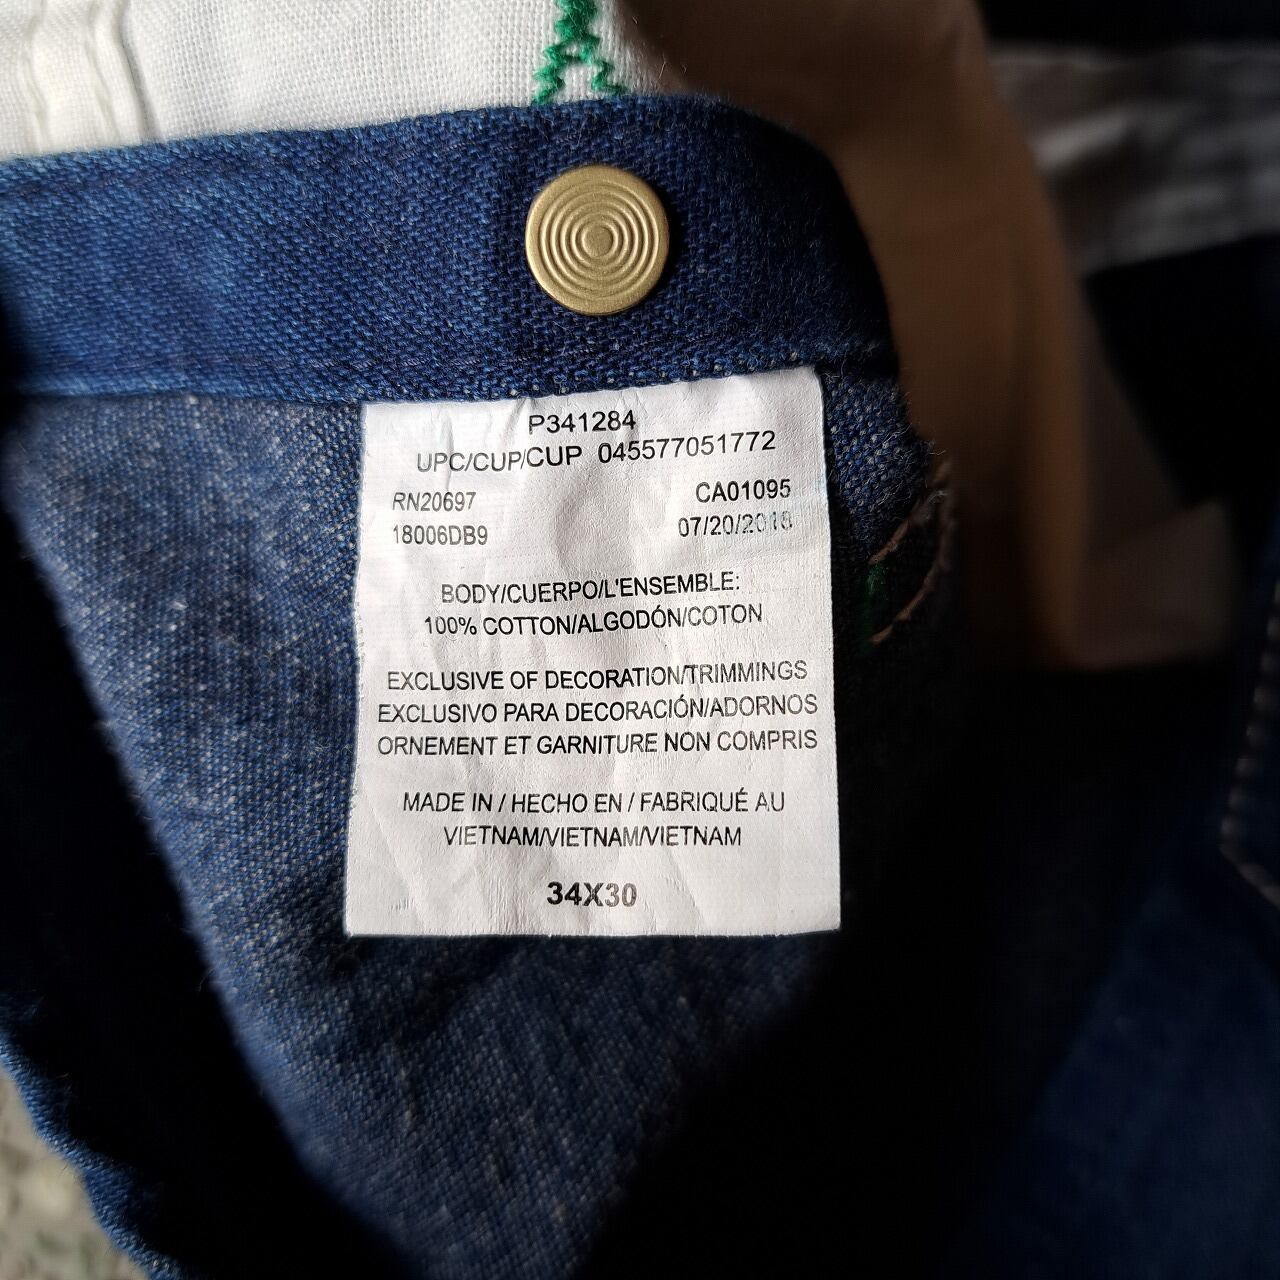 P341284
UPC/CUP/CUP 045577051772
RN20697 CA01095
18006DB9 07/20/2018
BODY/CUERPO/L'ENSEMBLE:
100% COTTON/ALGODÓN/COTON
EXCLUSIVE OF DECORATION/TRIMMINGS
EXCLUSIVO PARA DECORACIÓN/ADORNOS
ORNEMENT ET GARNITURE NON COMPRIS
MADE IN / HECHO EN / FABRIQUÉ AU
VIETNAM/VIETNAM/VIETNAM
34X30